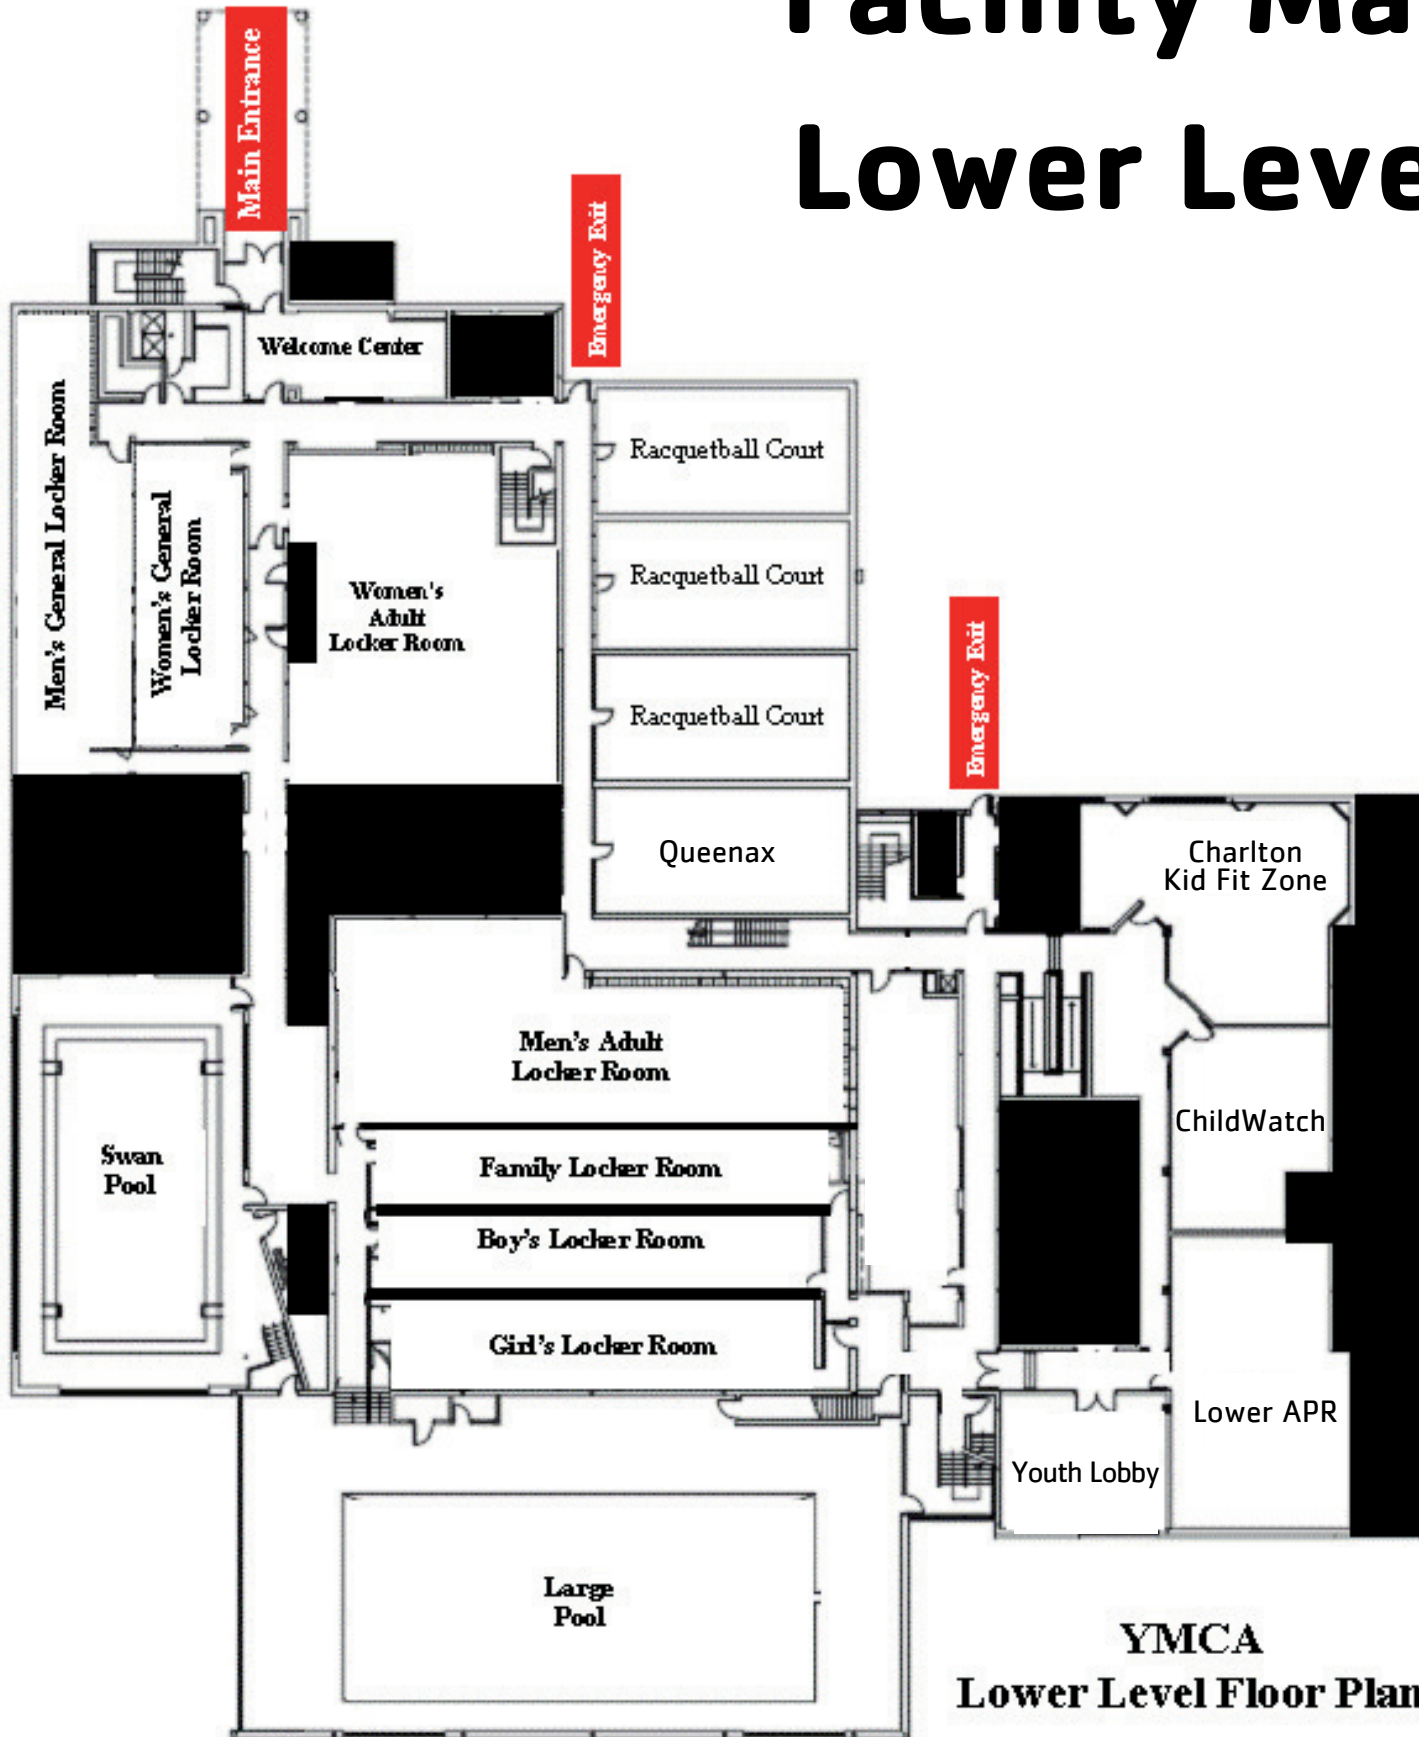 Facility Ma
Lower Leve
Main Entrance
Emergency Exit
Welcome Center
Men's General Locker Room
Women's General
Locker Room
Women's
Adult
Locker Room
Racquetball Court
Racquetball Court
Racquetball Court
Queenax
Emergency Exit
Charlton
Kid Fit Zone
Men's Adult
Locker Room
ChildWatch
Swan
Pool
Family Locker Room
Boy's Locker Room
Girl's Locker Room
Lower APR
Youth Lobby
Large
Pool
YMCA
Lower Level Floor Plan